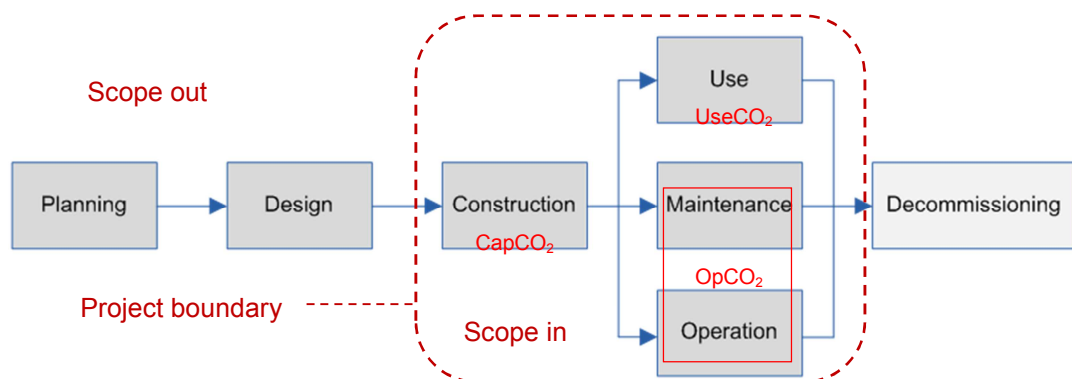 Use
Scope out
UseCO₂
Planning
Design
Construction
Maintenance
Decommissioning
CapCO₂
OpCO₂
Project boundary
Scope in
Operation